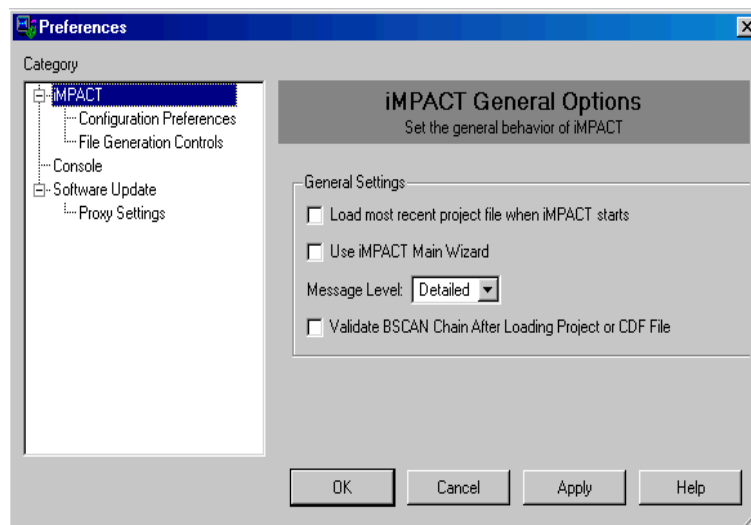 Preferences
Category
iMPACT
Configuration Preferences
File Generation Controls
Console
Software Update
Proxy Settings
iMPACT General Options
Set the general behavior of iMPACT
General Settings
Load most recent project file when iMPACT starts
Use iMPACT Main Wizard
Message Level: Detailed
Validate BSCAN Chain After Loading Project or CDF File
OK Cancel Apply Help